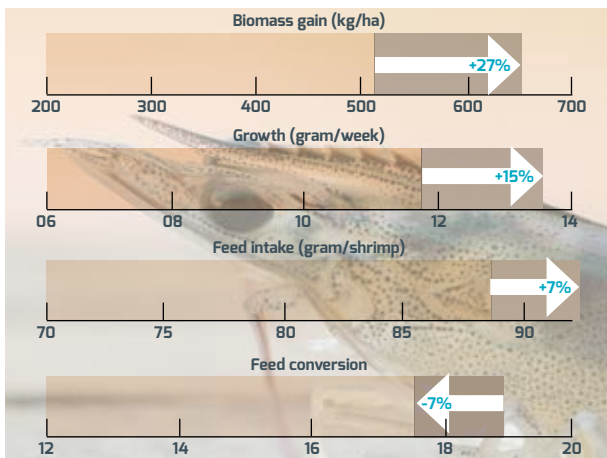 Biomass gain (kg/ha)
+27%
200 300 400 500 600 700
Growth (gram/week)
+15%
06 08 10 12 14
Feed intake (gram/shrimp)
+7%
70 75 80 85 90
Feed conversion
-7%
12 14 16 18 20